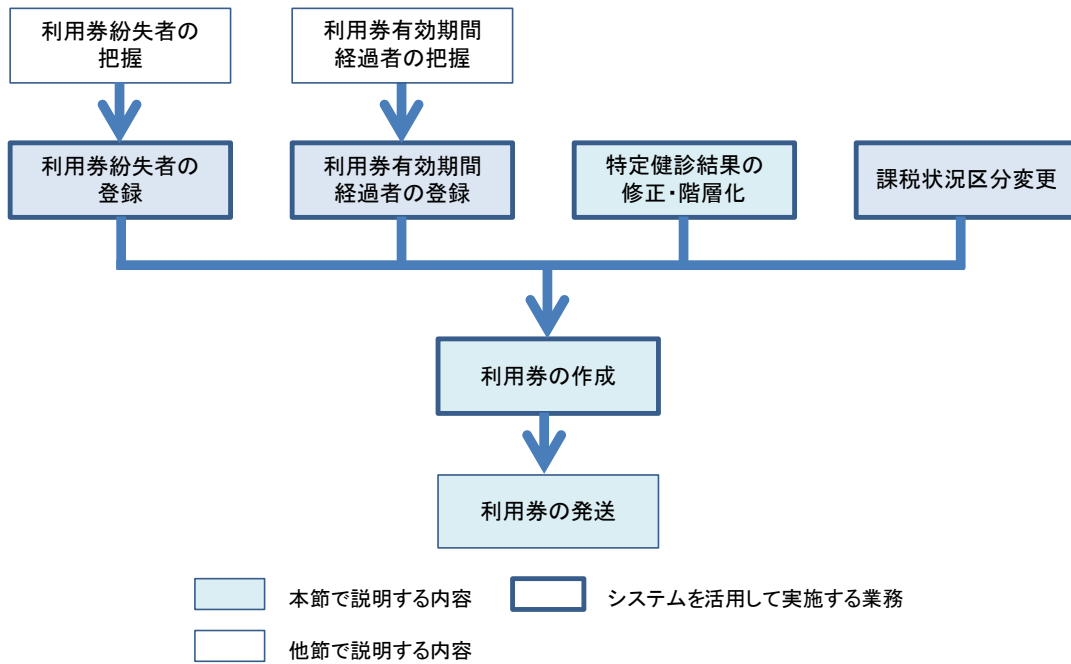 利用券紛失者の
把握
利用券有効期間
経過者の把握
利用券紛失者の
登録
利用券有効期間
経過者の登録
特定健診結果の
修正・階層化
課税状況区分変更
利用券の作成
利用券の発送
本節で説明する内容
システムを活用して実施する業務
他節で説明する内容